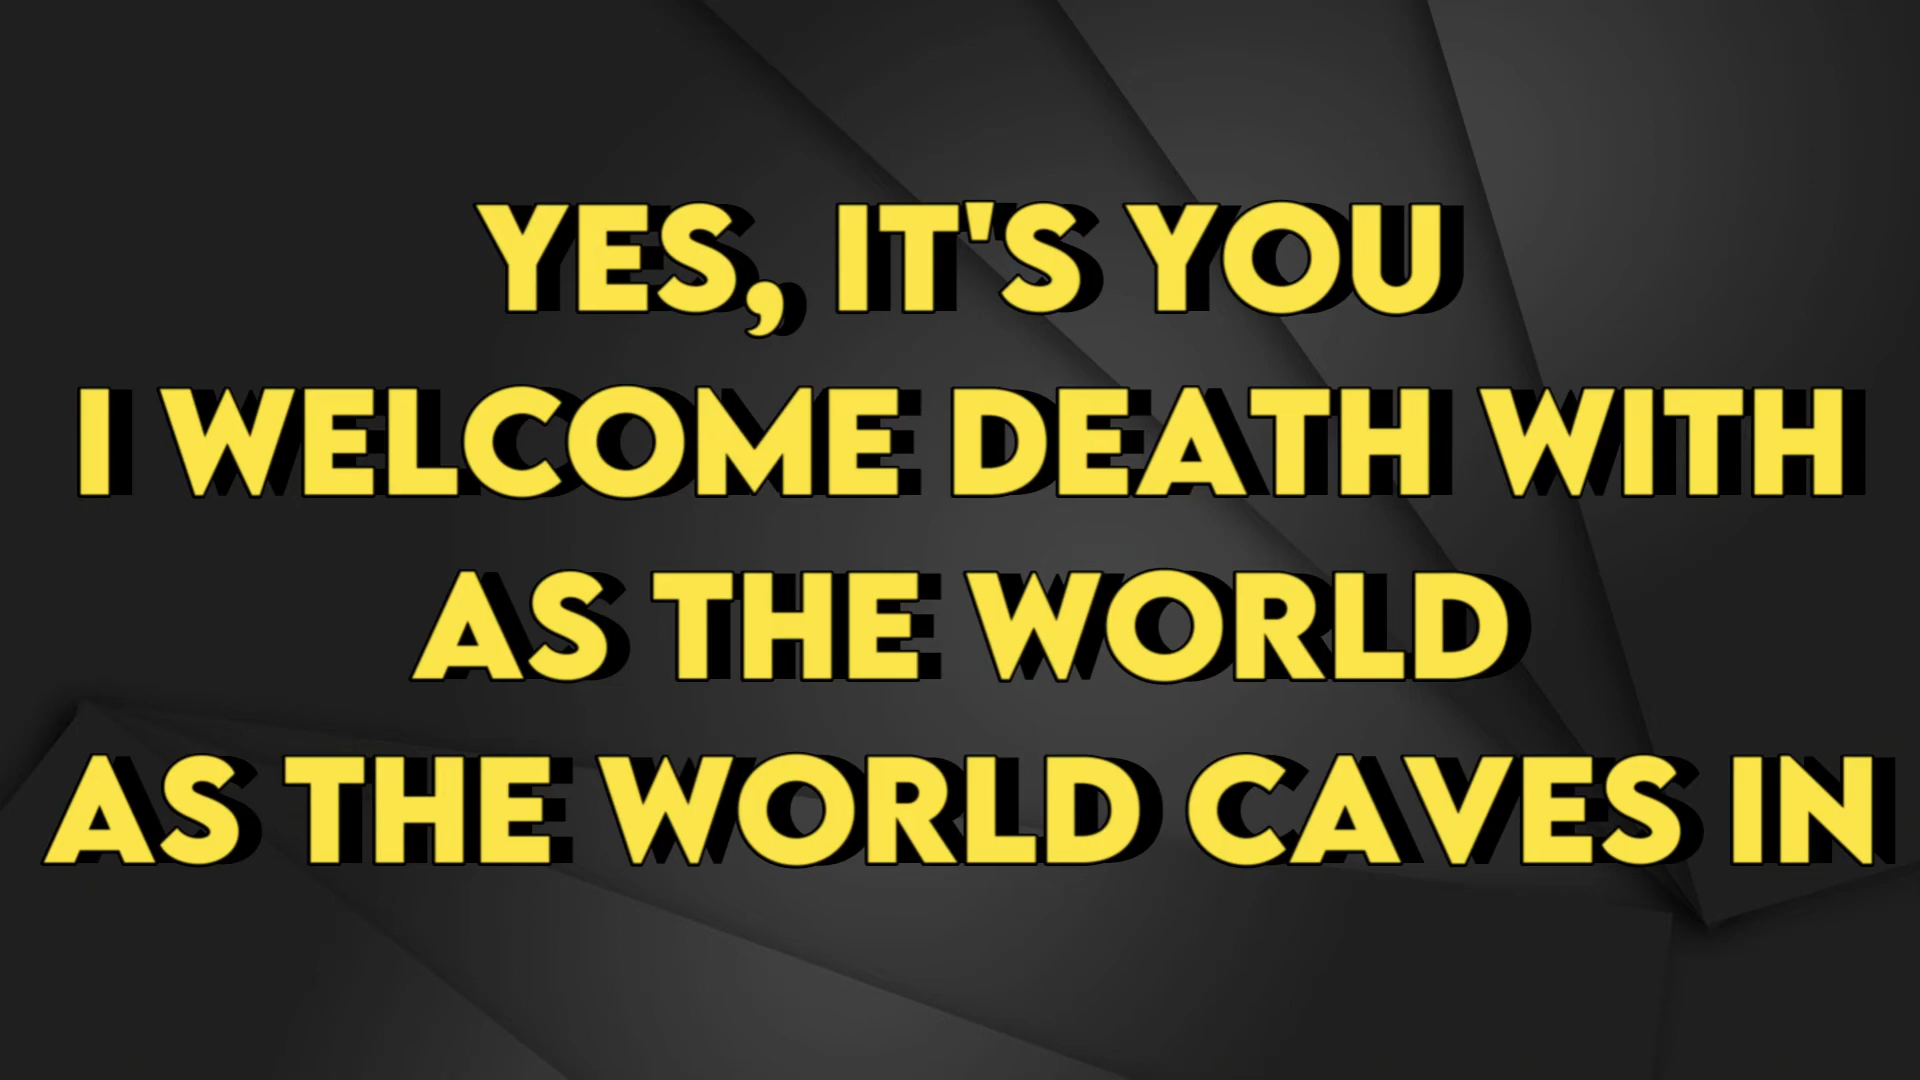 YES, IT'S YOU
I WELCOME DEATH WITH
AS THE WORLD
AS THE WORLD CAVES IN